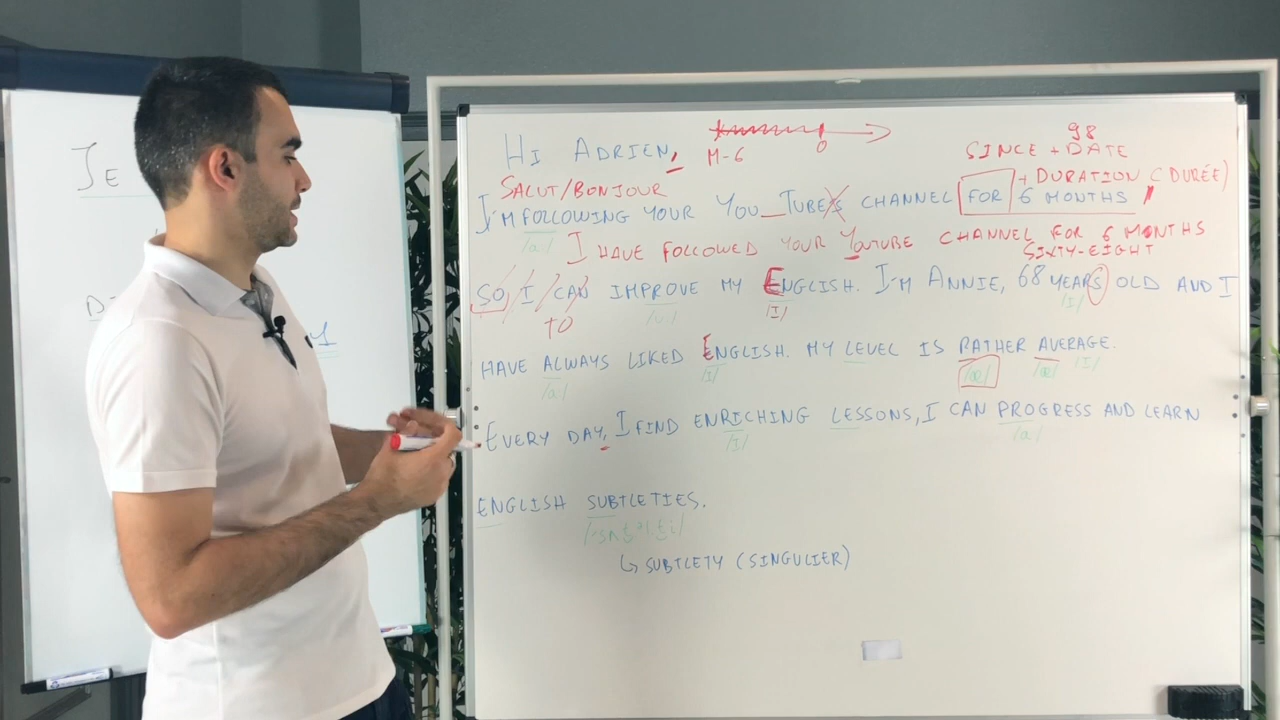 JE
HI ADRIEN,
M-6
0
98
SINCE + DATE
SALUT/BONJOUR
+ DURATION (DURÉE)
I'M FOLLOWING YOUR YOU_TUBE'S CHANNEL FOR 6 MONTHS
/a/
I HAVE FOLLOWED YOUR YOUTUBE CHANNEL FOR 6 MONTHS
SIXTY-EIGHT
SO, I CAN IMPROVE MY ENGLISH. I'M ANNIE, 68 YEARS OLD AND I
TO
/I/
/I/
HAVE ALWAYS LIKED ENGLISH. MY LEVEL IS RATHER AVERAGE.
/a/
/I/
/æ/
/æ/
/I/
EVERY DAY, I FIND ENRICHING LESSONS, I CAN PROGRESS AND LEARN
/I/
/a/
ENGLISH SUBTLETIES.
↳ SUBTLETY (SINGULIER)